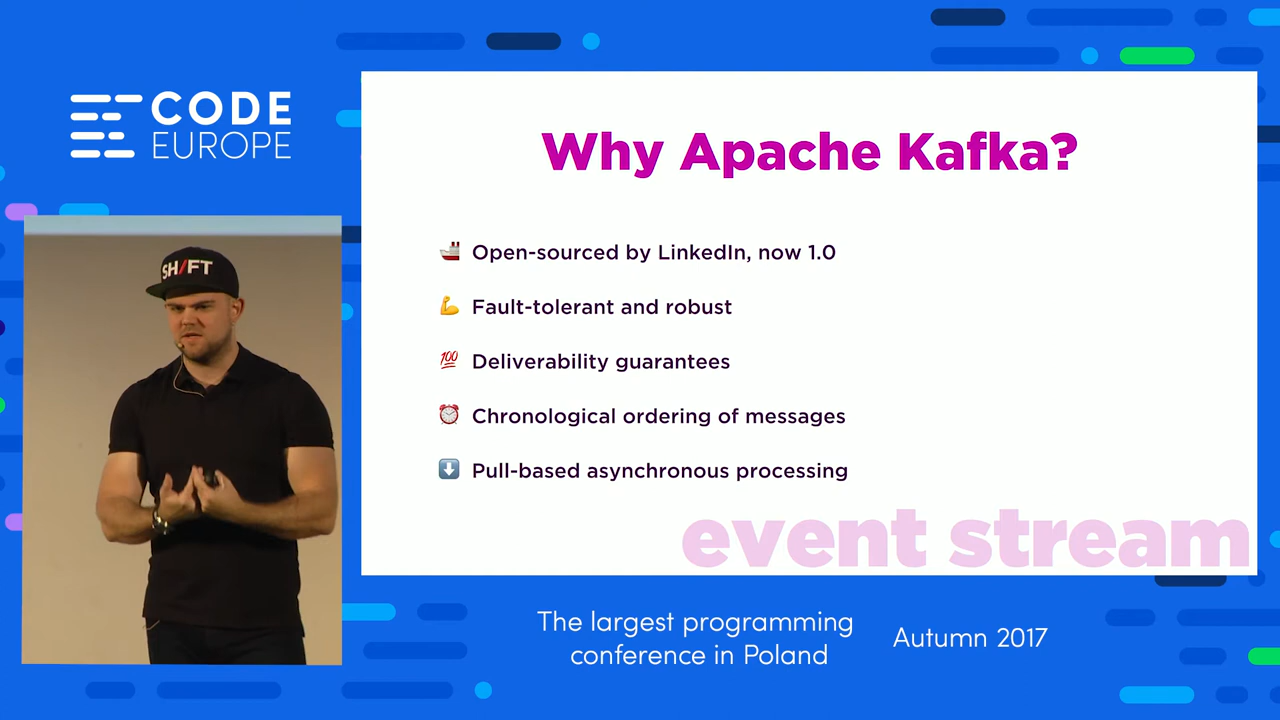 CODE
EUROPE
SH/FT
Why Apache Kafka?
Open-sourced by LinkedIn, now 1.0
Fault-tolerant and robust
💯 Deliverability guarantees
Chronological ordering of messages
Pull-based asynchronous processing
event stream
The largest programming
conference in Poland
Autumn 2017